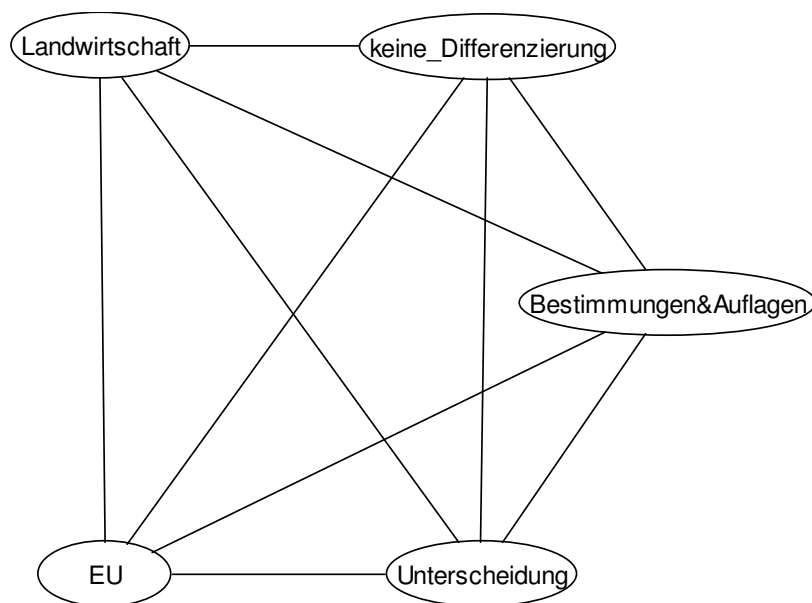 Landwirtschaft
keine_Differenzierung
Bestimmungen&Auflagen
EU
Unterscheidung